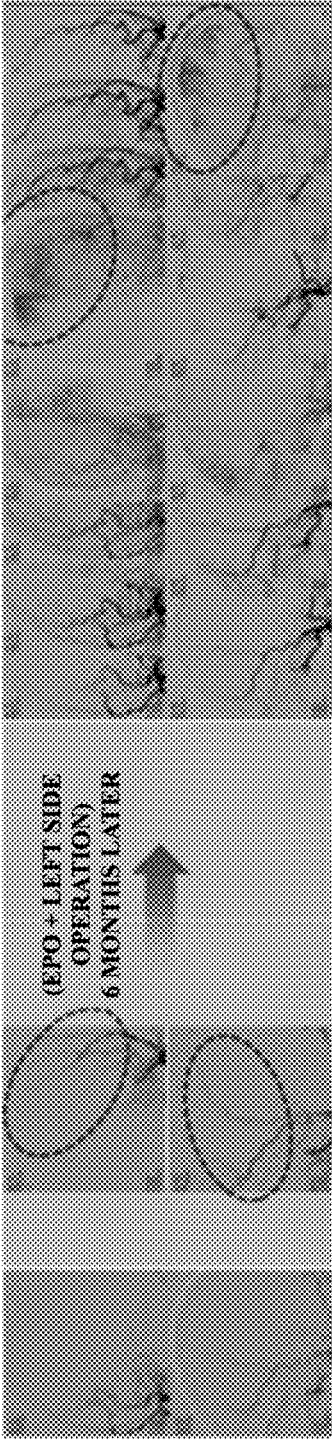 (EPO + LEFT SIDE
OPERATION)
6 MONTHS LATER